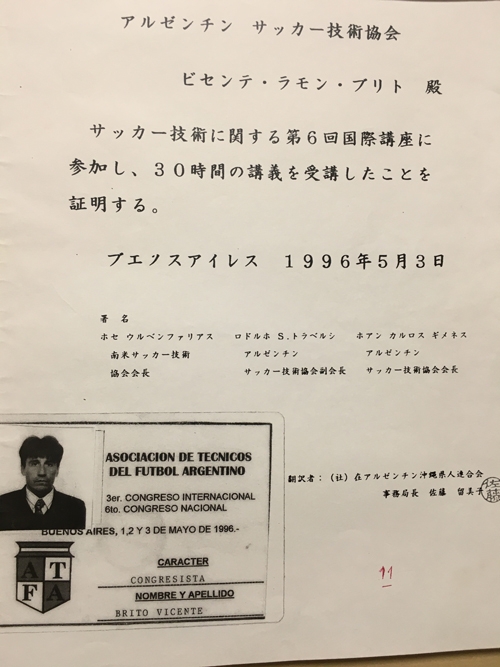 アルゼンチン サッカー技術協会
ビセンテ・ラモン・ブリト 殿
サッカー技術に関する第6回国際講座に
参加し、30時間の講義を受講したことを
証明する。
ブエノスアイレス 1996年5月3日
署名
ホセ ウルベンファリアス ロドルホ S.トラベルシ ホアン カルロス ギメネス
南米サッカー技術 アルゼンチン アルゼンチン
協会会長 サッカー技術協会副会長 サッカー技術協会会長
ASOCIACION DE TECNICOS
DEL FUTBOL ARGENTINO
3er. CONGRESO INTERNACIONAL
6to. CONGRESO NACIONAL
BUENOS AIRES, 1,2 Y 3 DE MAYO DE 1996.-
CARACTER
CONGRESISTA
NOMBRE Y APELLIDO
BRITO VICENTE
A T
F A
翻訳者:(社)在アルゼンチン沖縄県人連合会
事務局長 佐藤 留美子
佐藤
11